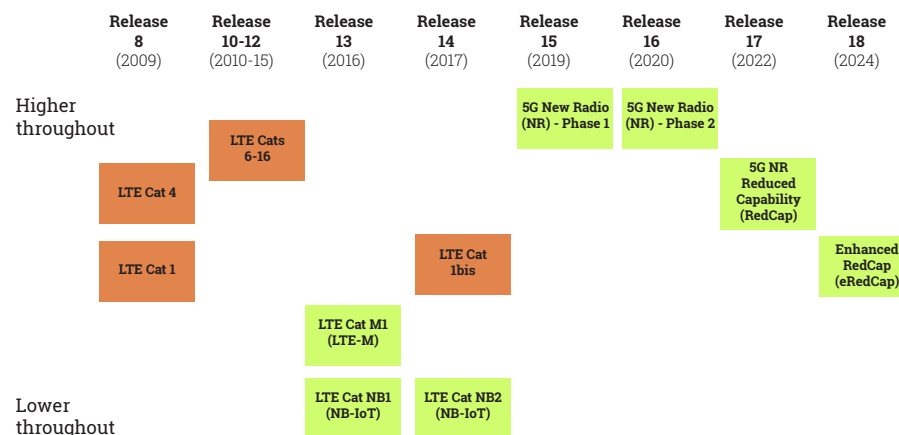 Release
8
(2009)
Release
10-12
(2010-15)
Release
13
(2016)
Release
14
(2017)
Release
15
(2019)
Release
16
(2020)
Release
17
(2022)
Release
18
(2024)
Higher
throughout
5G New Radio
(NR) - Phase 1
5G New Radio
(NR) - Phase 2
LTE Cats
6-16
LTE Cat 4
5G NR
Reduced
Capability
(RedCap)
LTE Cat 1
LTE Cat
1bis
Enhanced
RedCap
(eRedCap)
LTE Cat M1
(LTE-M)
LTE Cat NB1
(NB-IoT)
LTE Cat NB2
(NB-IoT)
Lower
throughout